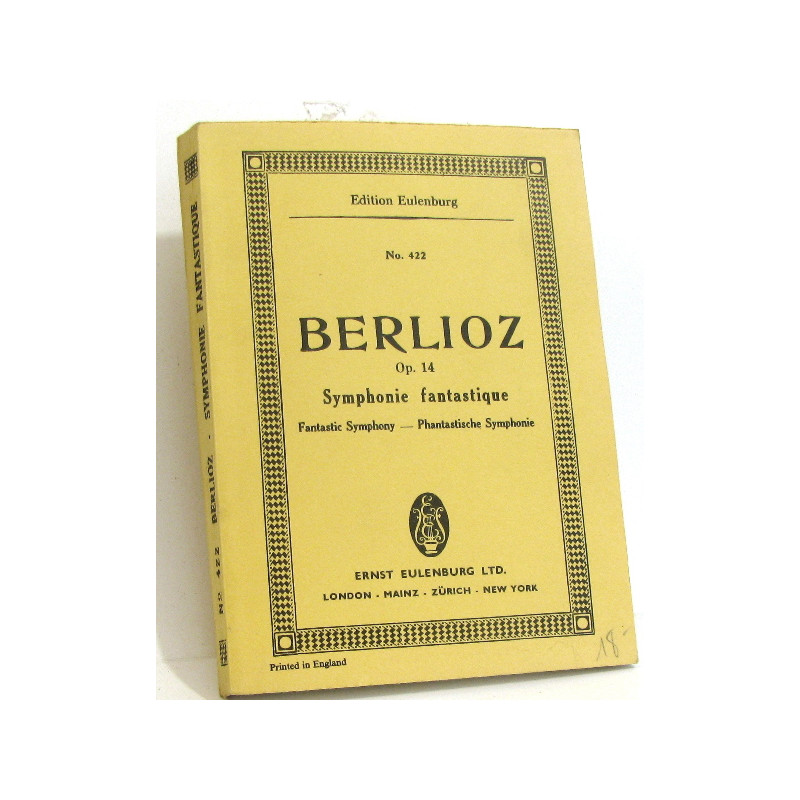 Edition Eulenburg
No. 422
BERLIOZ
Op. 14
Symphonie fantastique
Fantastic Symphony — Phantastische Symphonie
ERNST EULENBURG LTD.
LONDON - MAINZ - ZÜRICH - NEW YORK
Printed in England
18-
No 422 BERLIOZ - SYMPHONIE FANTASTIQUE